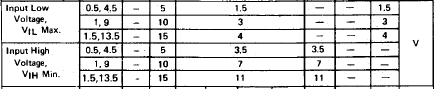 Input Low Voltage, VIL Max. 0.5, 4.5 – 5 1.5 — — 1.5 V
1, 9 – 10 3 — — 3
1.5,13.5 – 15 4 — — 4
Input High Voltage, VIH Min. 0.5, 4.5 – 5 3.5 3.5 — —
1, 9 – 10 7 7 — —
1.5,13.5 – 15 11 11 — —